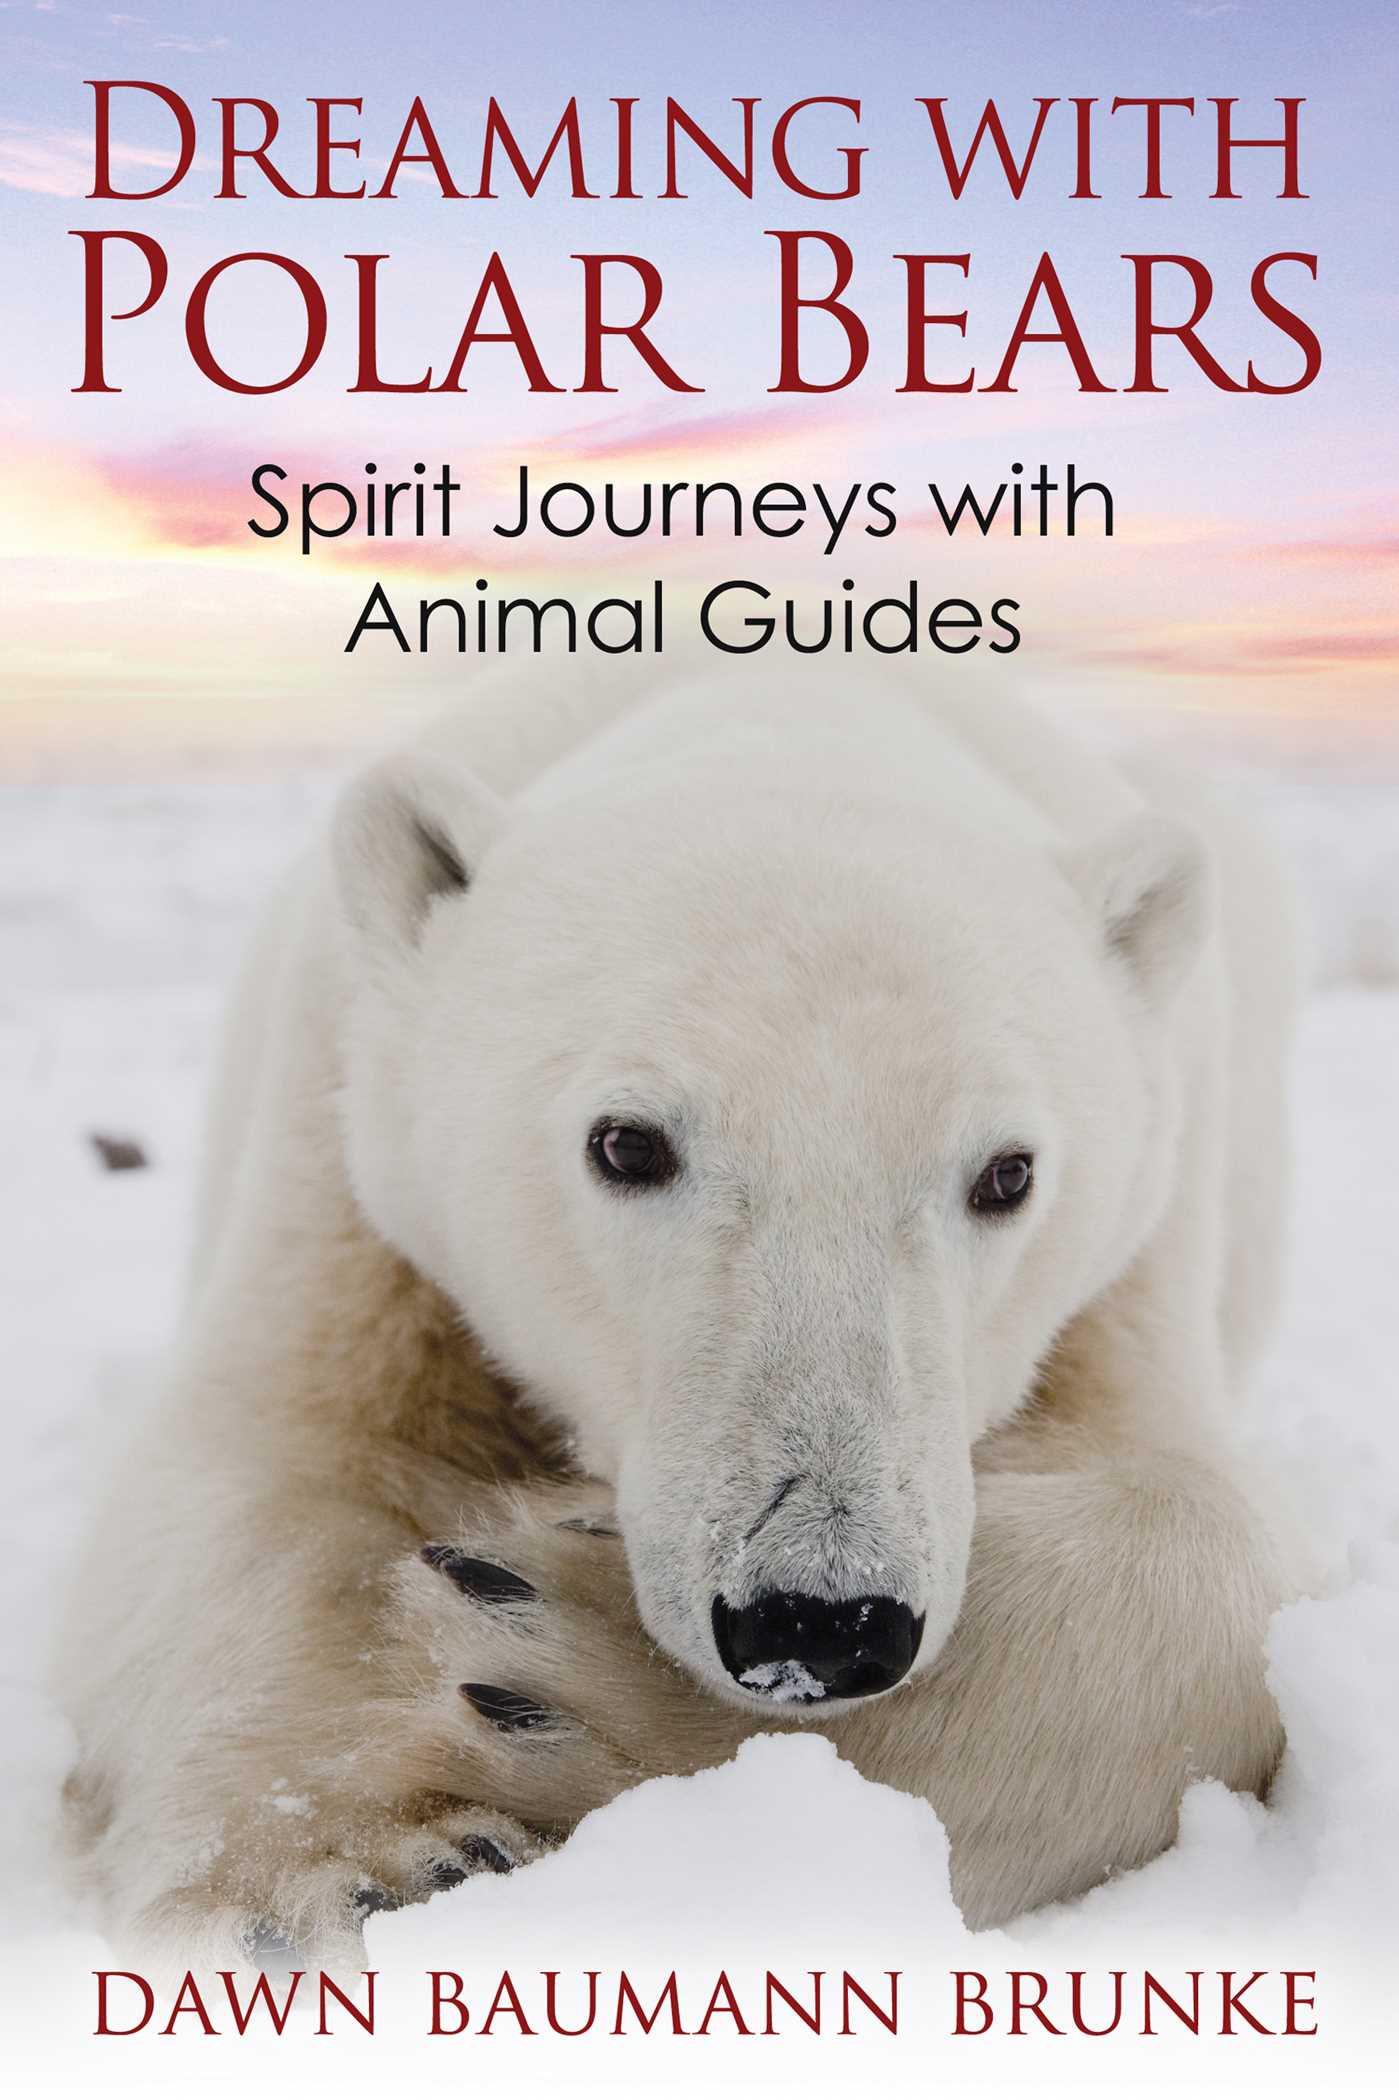 DREAMING WITH
POLAR BEARS
Spirit Journeys with
Animal Guides
DAWN BAUMANN BRUNKE